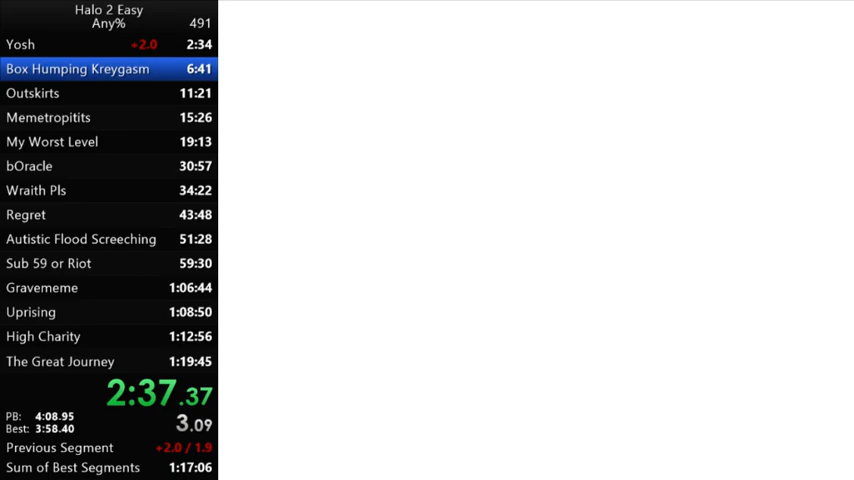 Halo 2 Easy
Any% 491
Yosh +2.0 2:34
Box Humping Kreygasm 6:41
Outskirts 11:21
Memetropitits 15:26
My Worst Level 19:13
bOracle 30:57
Wraith Pls 34:22
Regret 43:48
Autistic Flood Screeching 51:28
Sub 59 or Riot 59:30
Gravememe 1:06:44
Uprising 1:08:50
High Charity 1:12:56
The Great Journey 1:19:45
2:37.37
PB: 4:08.95 3.09
Best: 3:58.40
Previous Segment +2.0 / 1.9
Sum of Best Segments 1:17:06